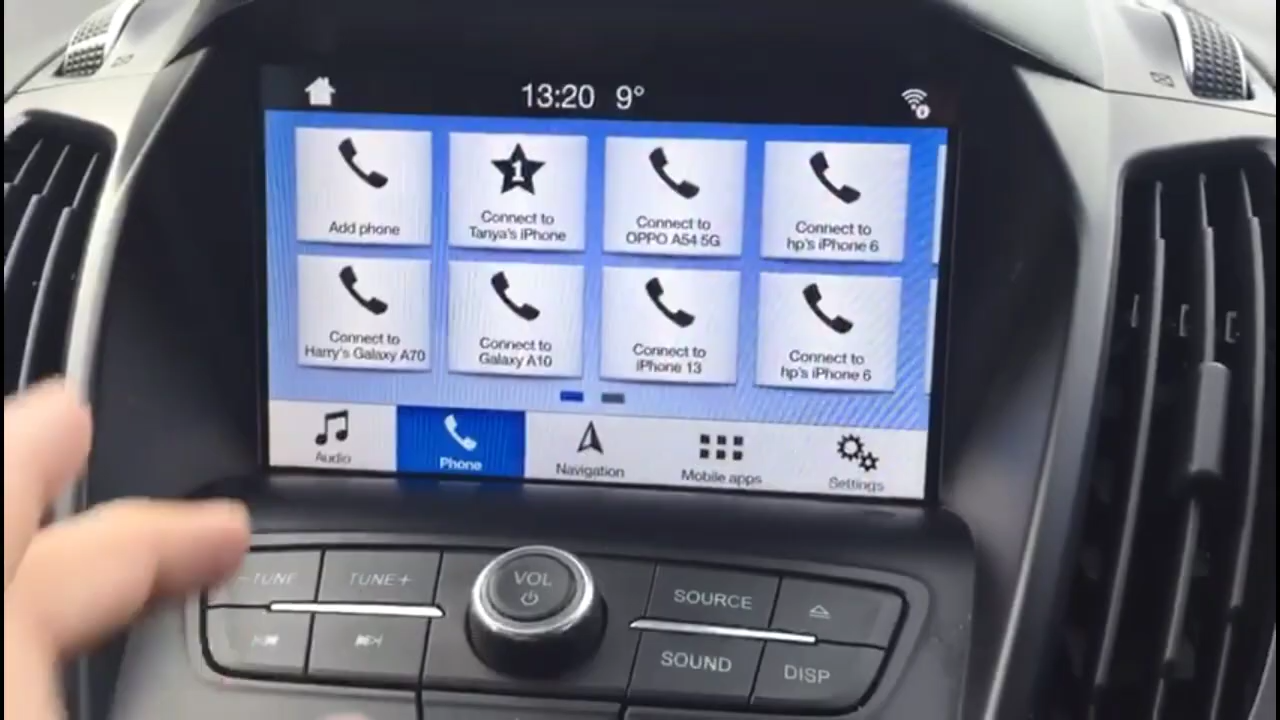 13:20 9°
Add phone
1
Connect to
Tanya's iPhone
Connect to
OPPO A54 5G
Connect to
hp's iPhone 6
Connect to
Harry's Galaxy A70
Connect to
Galaxy A10
Connect to
iPhone 13
Connect to
hp's iPhone 6
Audio
Phone
Navigation
Mobile apps
Settings
-TUNE
TUNE+
VOL
SOURCE
SOUND
DISP